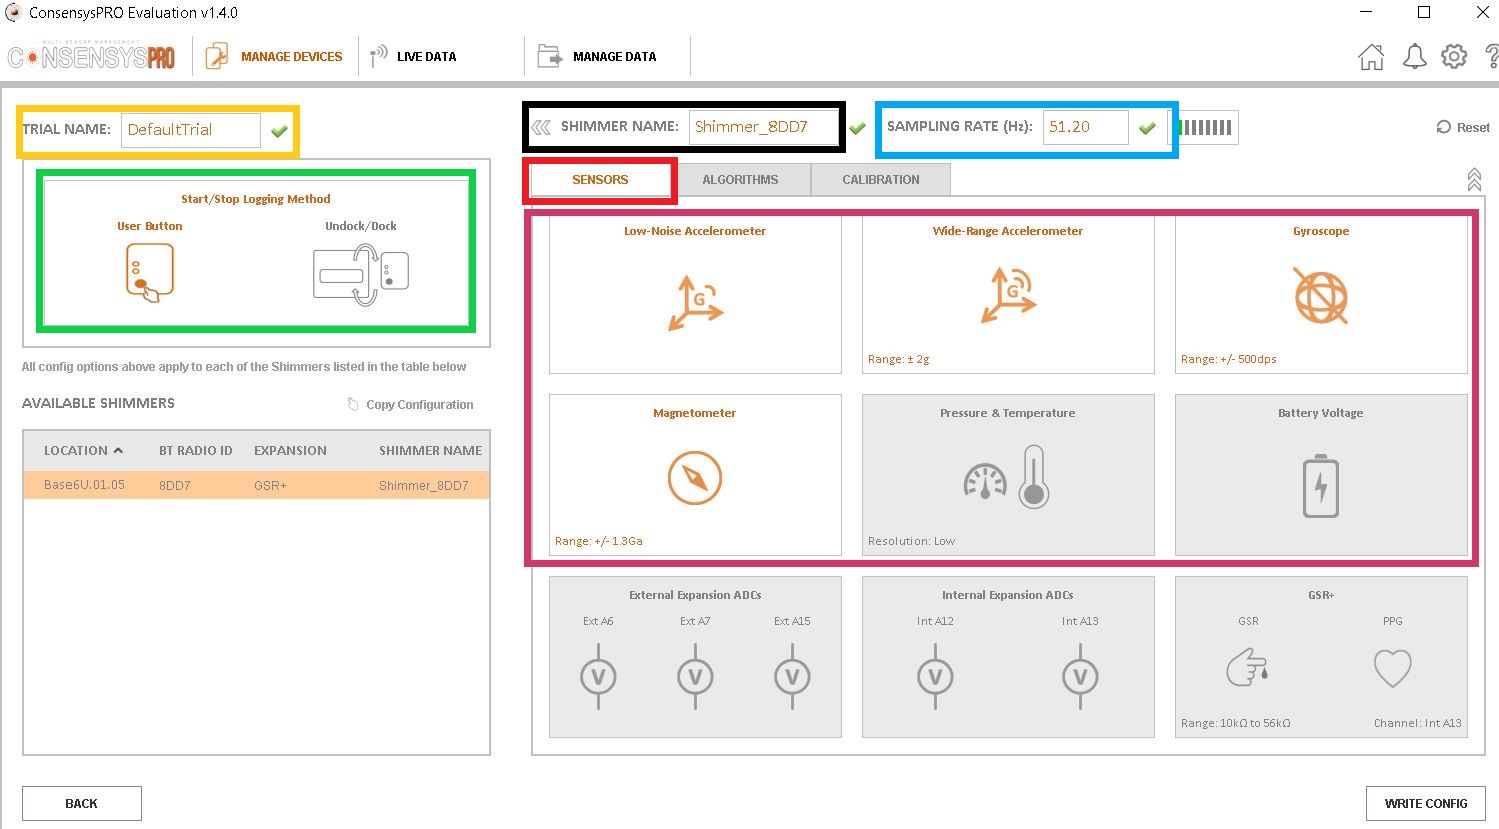 ConsensysPRO Evaluation v1.4.0
MULTI SENSOR MANAGEMENT
CONSENSYSPRO
MANAGE DEVICES
LIVE DATA
MANAGE DATA
?
TRIAL NAME: DefaultTrial
SHIMMER NAME: Shimmer_8DD7
SAMPLING RATE (Hz): 51.20
Reset
Start/Stop Logging Method
User Button
Undock/Dock
All config options above apply to each of the Shimmers listed in the table below
AVAILABLE SHIMMERS
Copy Configuration
LOCATION BT RADIO ID EXPANSION SHIMMER NAME
Base6U.01.05 8DD7 GSR+ Shimmer_8DD7
SENSORS
ALGORITHMS
CALIBRATION
Low-Noise Accelerometer
G
Wide-Range Accelerometer
G
Range: ± 2g
Gyroscope
Range: +/- 500dps
Magnetometer
Range: +/- 1.3Ga
Pressure & Temperature
Resolution: Low
Battery Voltage
External Expansion ADCs
Ext A6 Ext A7 Ext A15
V V V
Internal Expansion ADCs
Int A12 Int A13
V V
GSR+
GSR PPG
Range: 10kΩ to 56kΩ Channel: Int A13
BACK
WRITE CONFIG